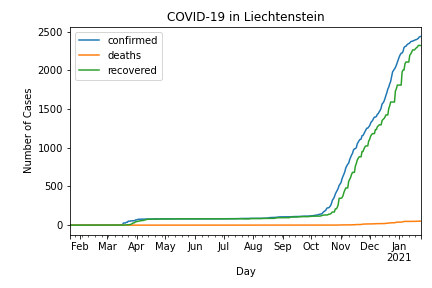 COVID-19 in Liechtenstein
confirmed
deaths
recovered
Number of Cases
2500
2000
1500
1000
500
0
Feb Mar Apr May Jun Jul Aug Sep Oct Nov Dec Jan
2021
Day